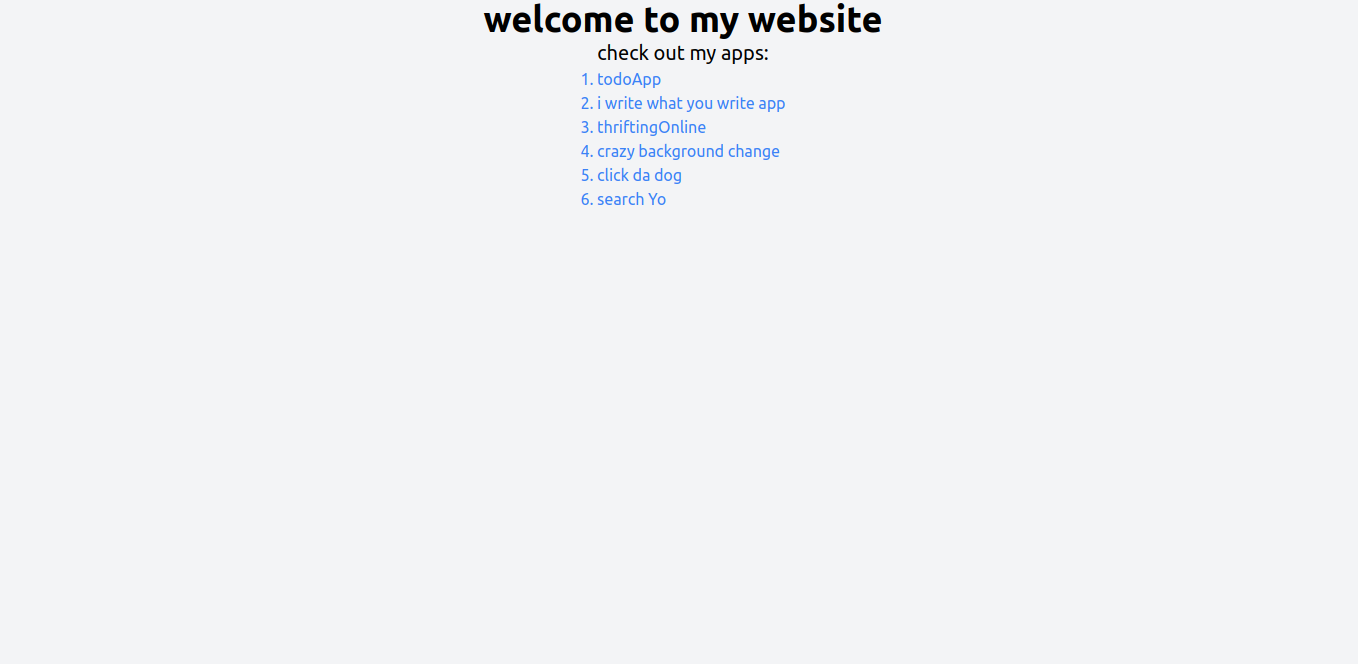 welcome to my website
check out my apps:
1. todoApp
2. i write what you write app
3. thriftingOnline
4. crazy background change
5. click da dog
6. search Yo